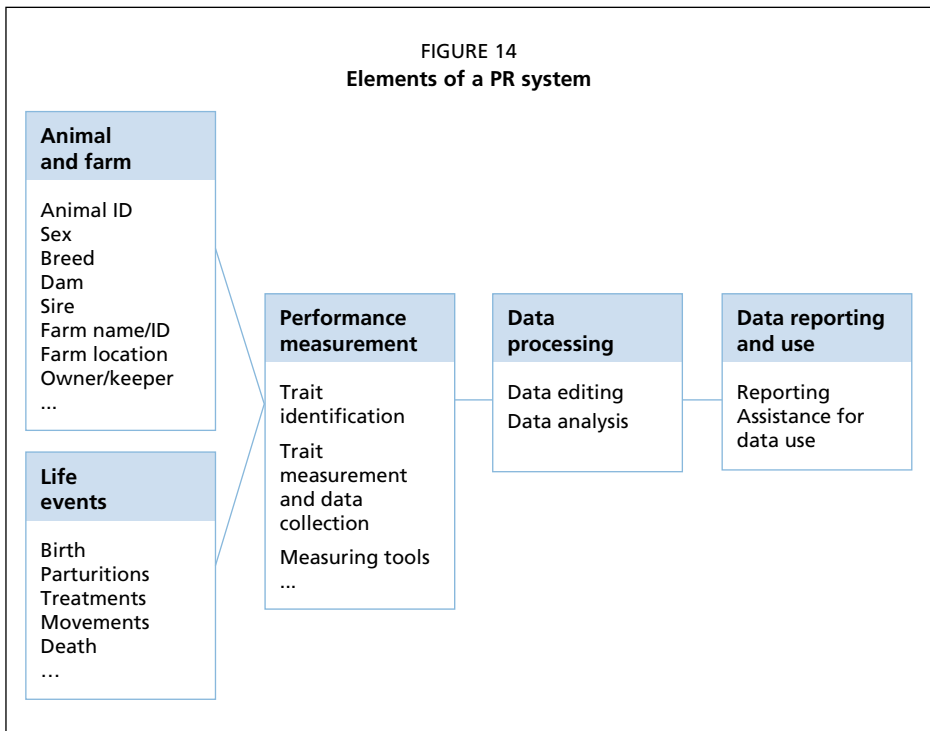 FIGURE 14
Elements of a PR system
Animal
and farm
Animal ID
Sex
Breed
Dam
Sire
Farm name/ID
Farm location
Owner/keeper
...
Life
events
Birth
Parturitions
Treatments
Movements
Death
...
Performance
measurement
Trait
identification
Trait
measurement
and data
collection
Measuring tools
...
Data
processing
Data editing
Data analysis
Data reporting
and use
Reporting
Assistance for
data use